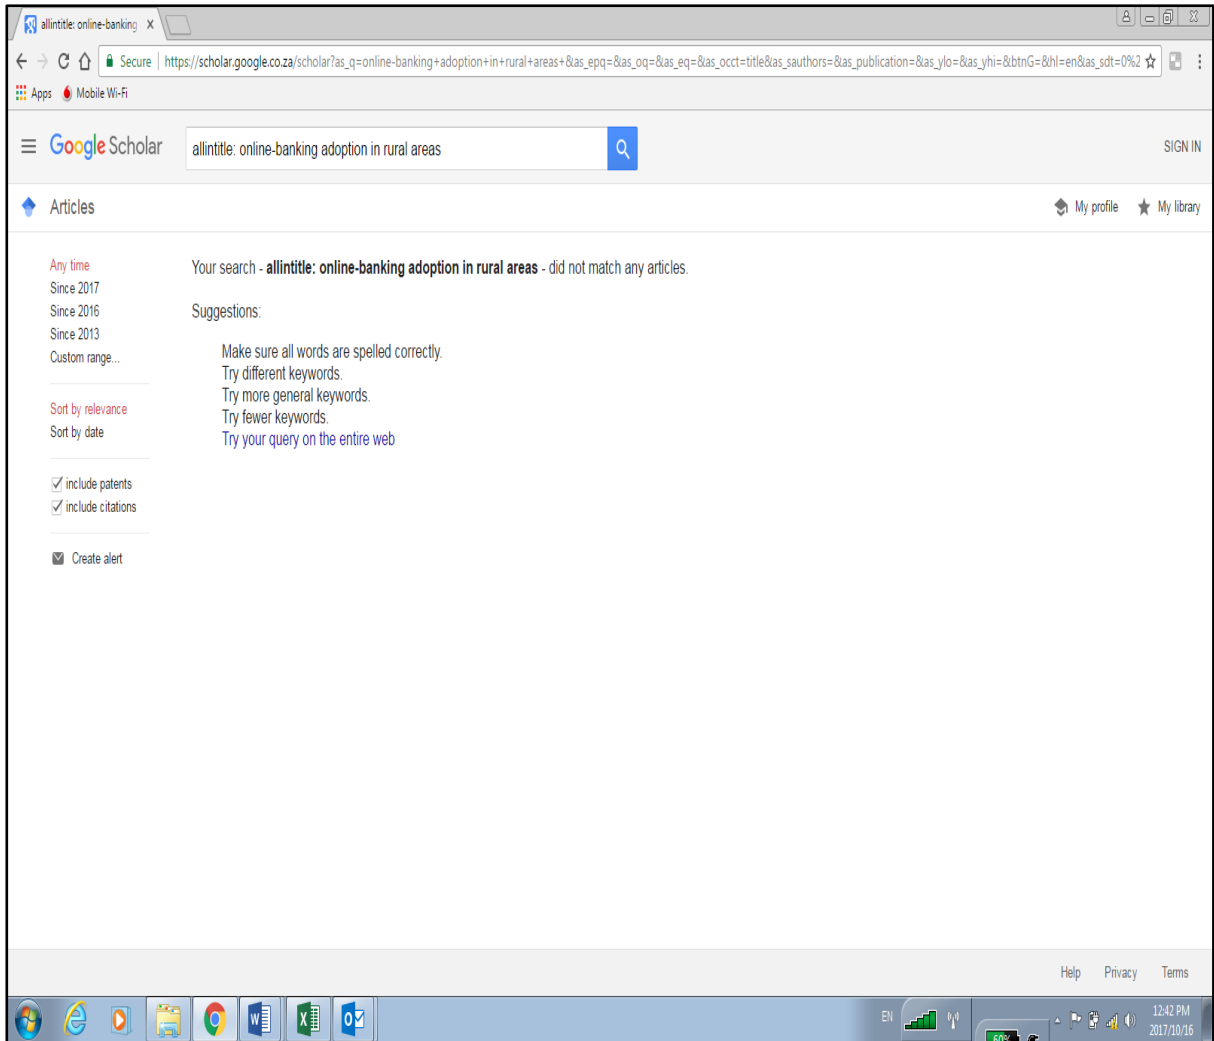 allintitle: online-banking
Secure https://scholar.google.co.za/scholar?as_q=online-banking+adoption+in+rural+areas+&as_epq=&as_oq=&as_eq=&as_occt=title&as_sauthors=&as_publication=&as_ylo=&as_yhi=&btnG=&hl=en&as_sdt=0%2
Apps Mobile Wi-Fi
Google Scholar allintitle: online-banking adoption in rural areas SIGN IN
Articles My profile My library
Any time
Since 2017
Since 2016
Since 2013
Custom range...
Sort by relevance
Sort by date
include patents
include citations
Create alert
Your search - allintitle: online-banking adoption in rural areas - did not match any articles.
Suggestions:
Make sure all words are spelled correctly.
Try different keywords.
Try more general keywords.
Try fewer keywords.
Try your query on the entire web
Help Privacy Terms
EN 60% 12:42 PM
2017/10/16